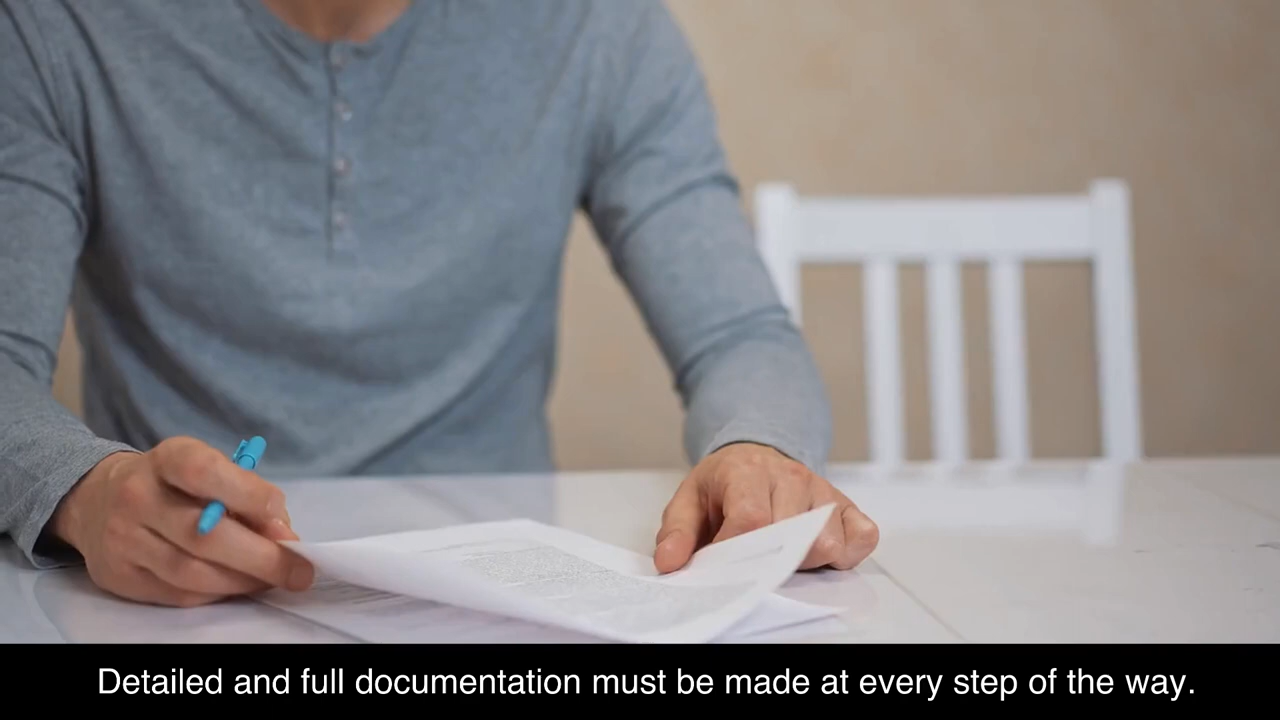 Detailed and full documentation must be made at every step of the way.